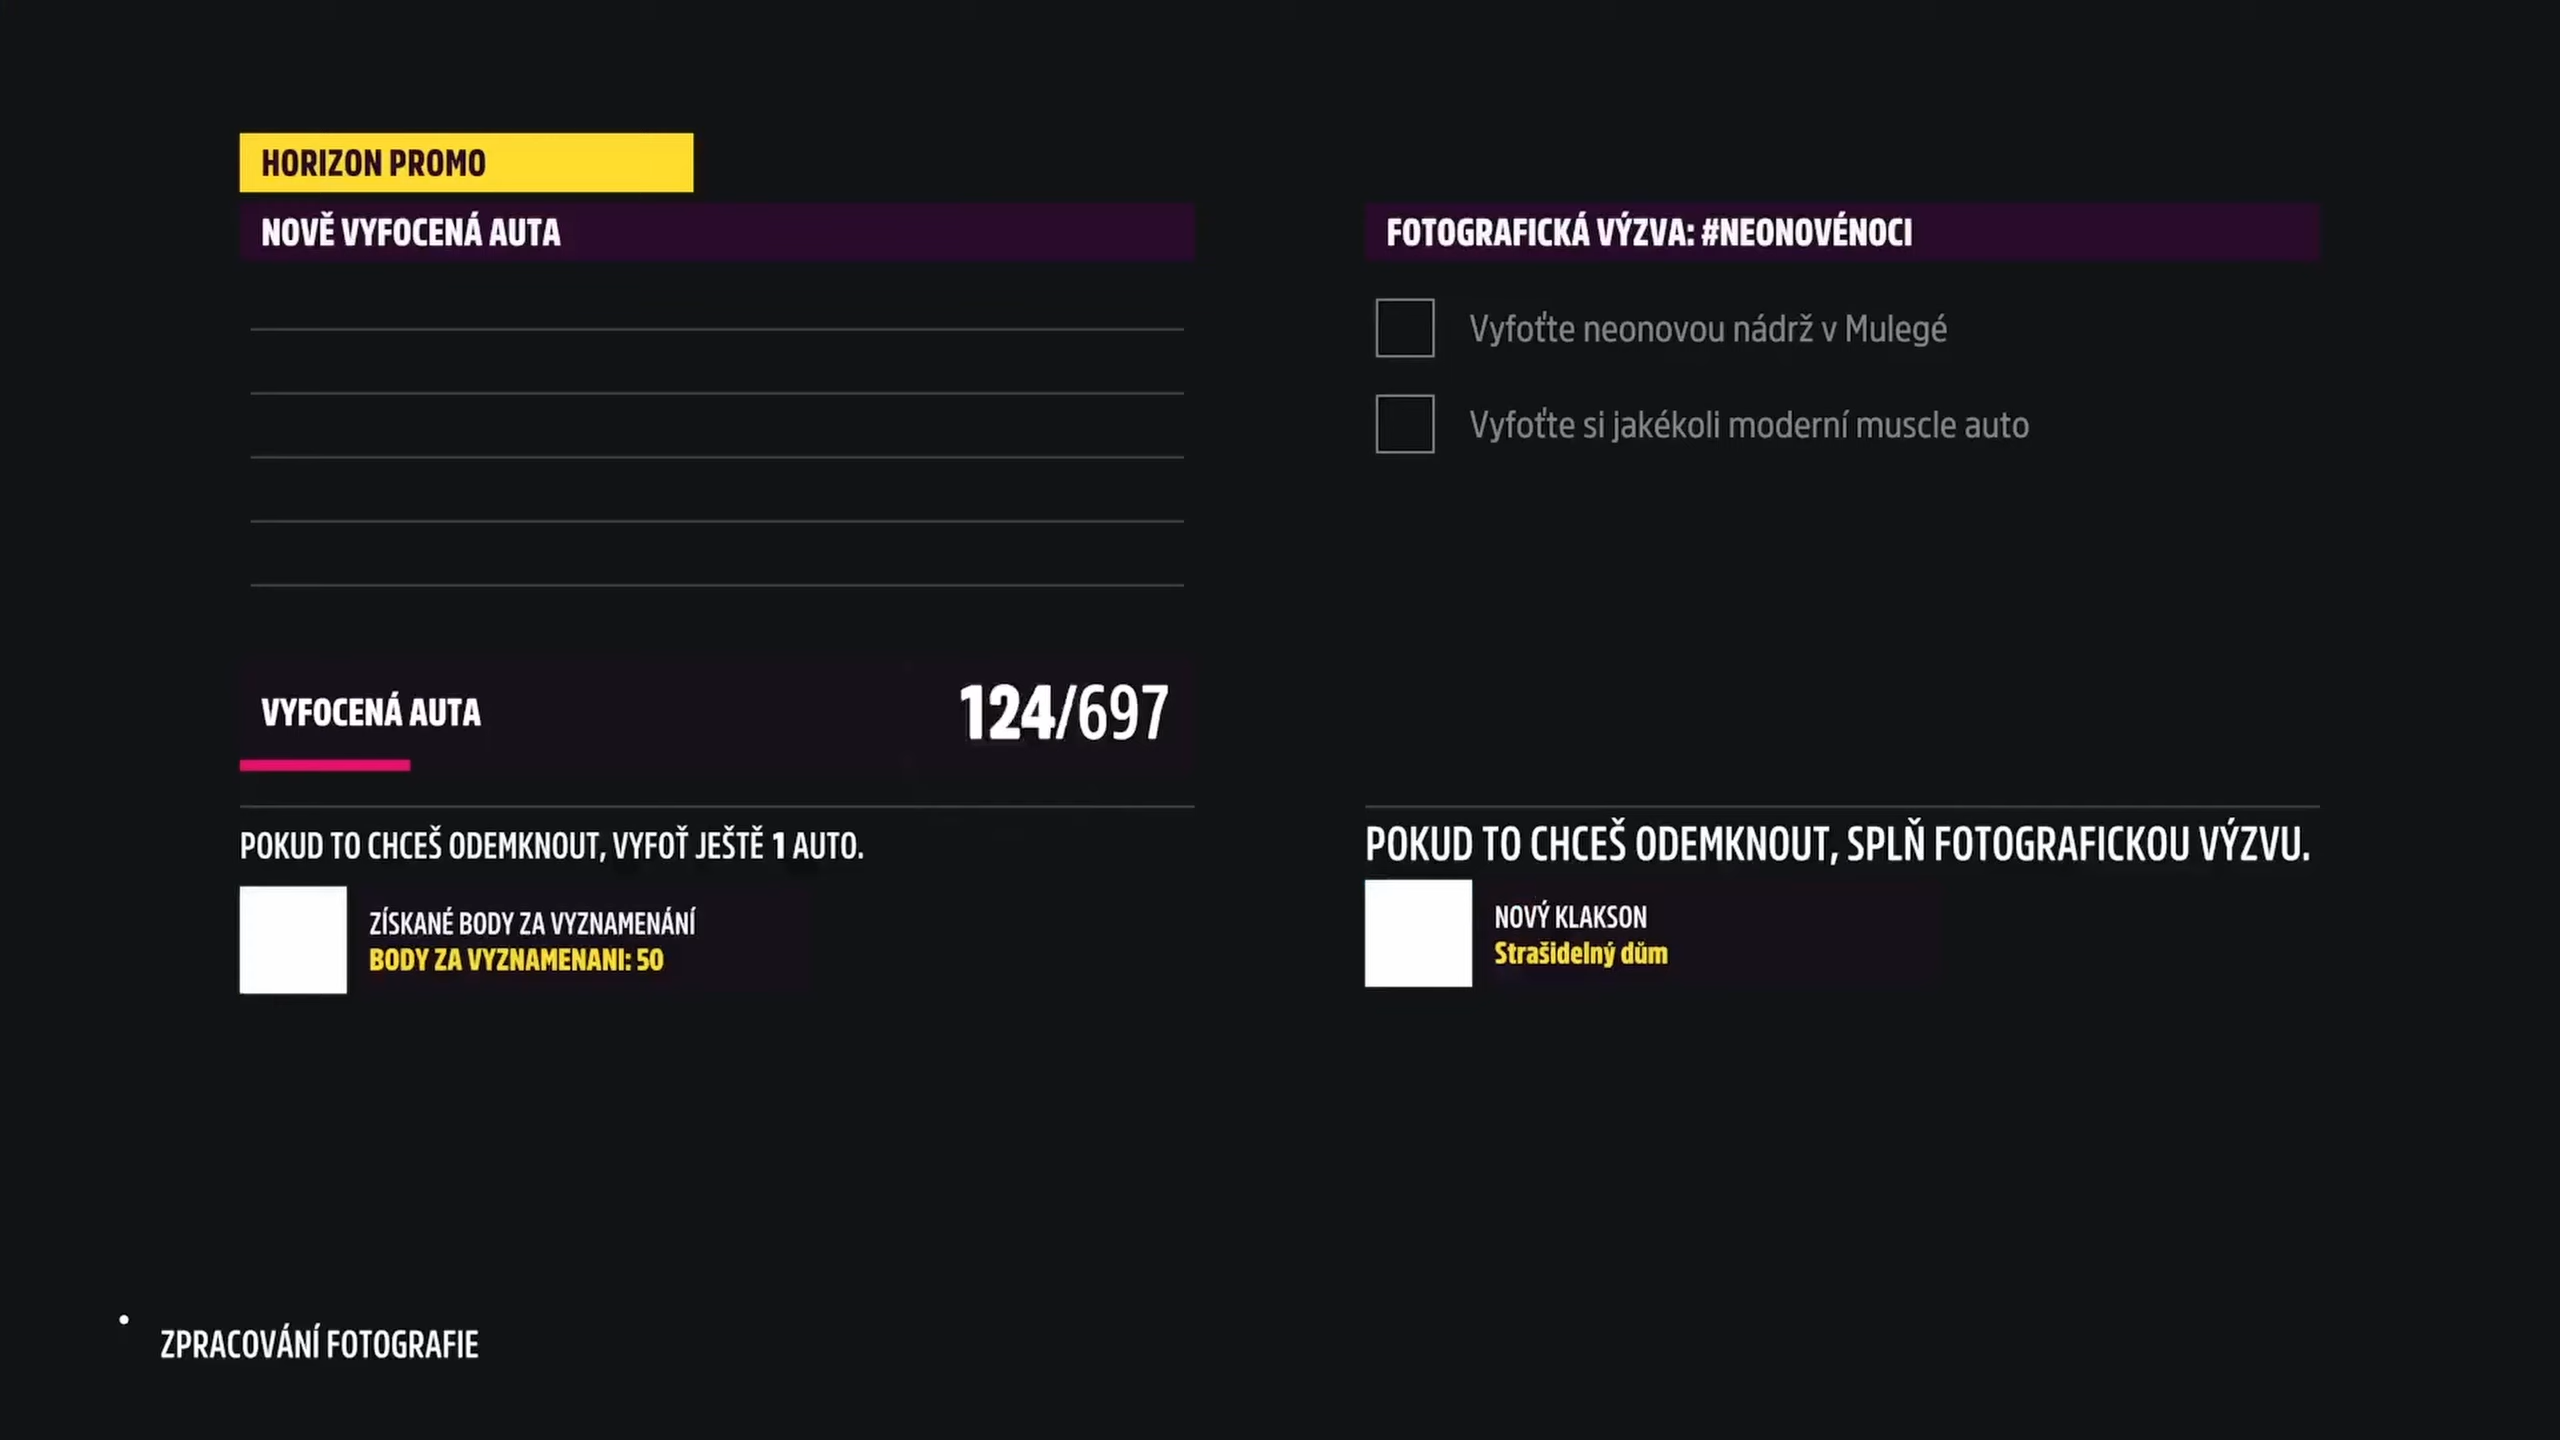 HORIZON PROMO
NOVĚ VYFOCENÁ AUTA
VYFOCENÁ AUTA
124/697
POKUD TO CHCEŠ ODEMKNOUT, VYFOŤ JEŠTĚ 1 AUTO.
ZÍSKANÉ BODY ZA VYZNAMENÁNÍ
BODY ZA VYZNAMENANI: 50
FOTOGRAFICKÁ VÝZVA: #NEONOVÉNOCI
Vyfoťte neonovou nádrž v Mulegé
Vyfoťte si jakékoli moderní muscle auto
POKUD TO CHCEŠ ODEMKNOUT, SPLŇ FOTOGRAFICKOU VÝZVU.
NOVÝ KLAKSON
Strašidelný dům
ZPRACOVÁNÍ FOTOGRAFIE